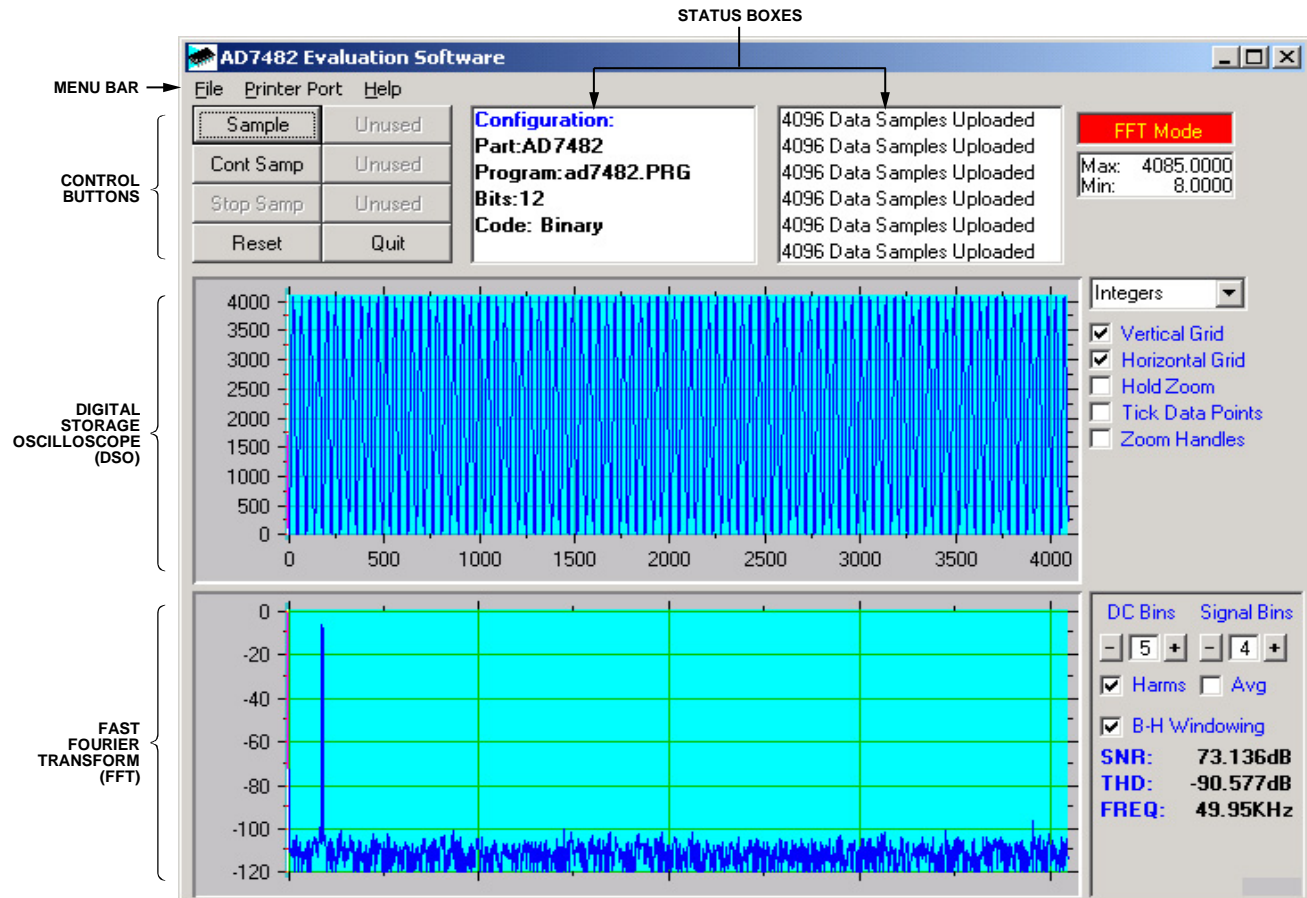 STATUS BOXES
AD7482 Evaluation Software
MENU BAR
File Printer Port Help
CONTROL
BUTTONS
Sample Unused
Cont Samp Unused
Stop Samp Unused
Reset Quit
Configuration:
Part:AD7482
Program:ad7482.PRG
Bits:12
Code: Binary
4096 Data Samples Uploaded
4096 Data Samples Uploaded
4096 Data Samples Uploaded
4096 Data Samples Uploaded
4096 Data Samples Uploaded
4096 Data Samples Uploaded
FFT Mode
Max: 4085.0000
Min: 8.0000
DIGITAL
STORAGE
OSCILLOSCOPE
(DSO)
4000
3500
3000
2500
2000
1500
1000
500
0
0 500 1000 1500 2000 2500 3000 3500 4000
Integers
Vertical Grid
Horizontal Grid
Hold Zoom
Tick Data Points
Zoom Handles
FAST
FOURIER
TRANSFORM
(FFT)
0
-20
-40
-60
-80
-100
-120
DC Bins Signal Bins
- 5 + - 4 +
Harms Avg
B-H Windowing
SNR: 73.136dB
THD: -90.577dB
FREQ: 49.95KHz